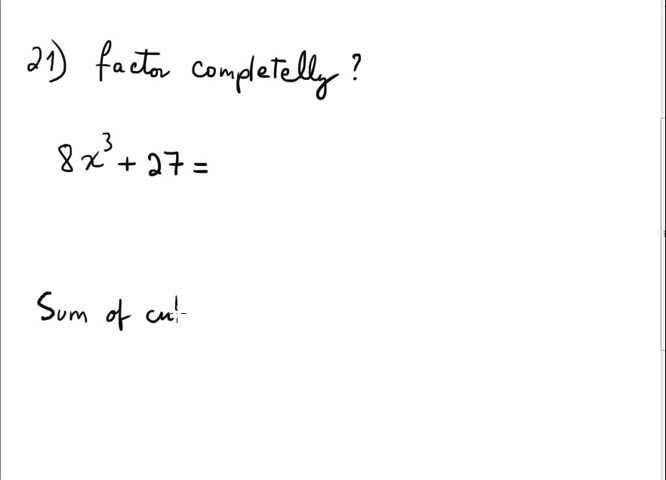 21) factor completelly?
8x³ + 27 =
Sum of